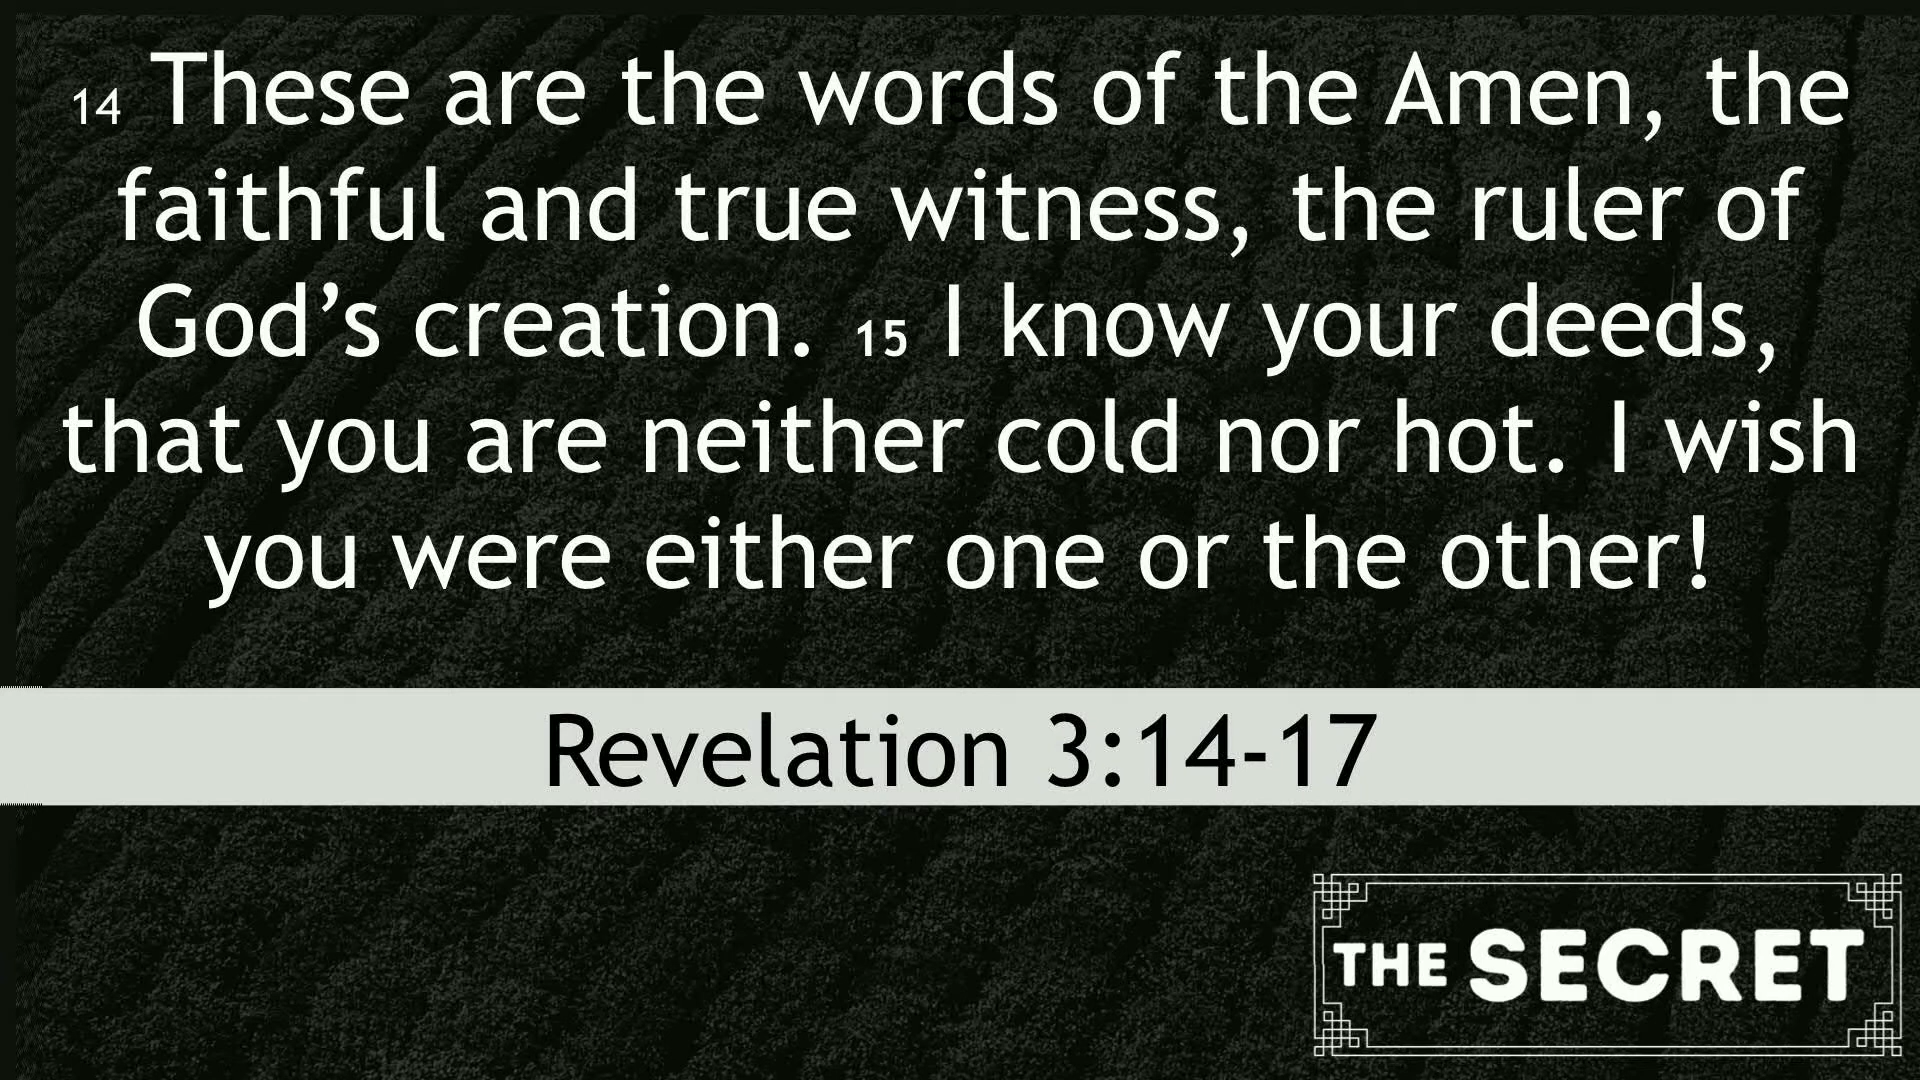 14 These are the words of the Amen, the
faithful and true witness, the ruler of
God’s creation. 15 I know your deeds,
that you are neither cold nor hot. I wish
you were either one or the other!
Revelation 3:14-17
THE SECRET